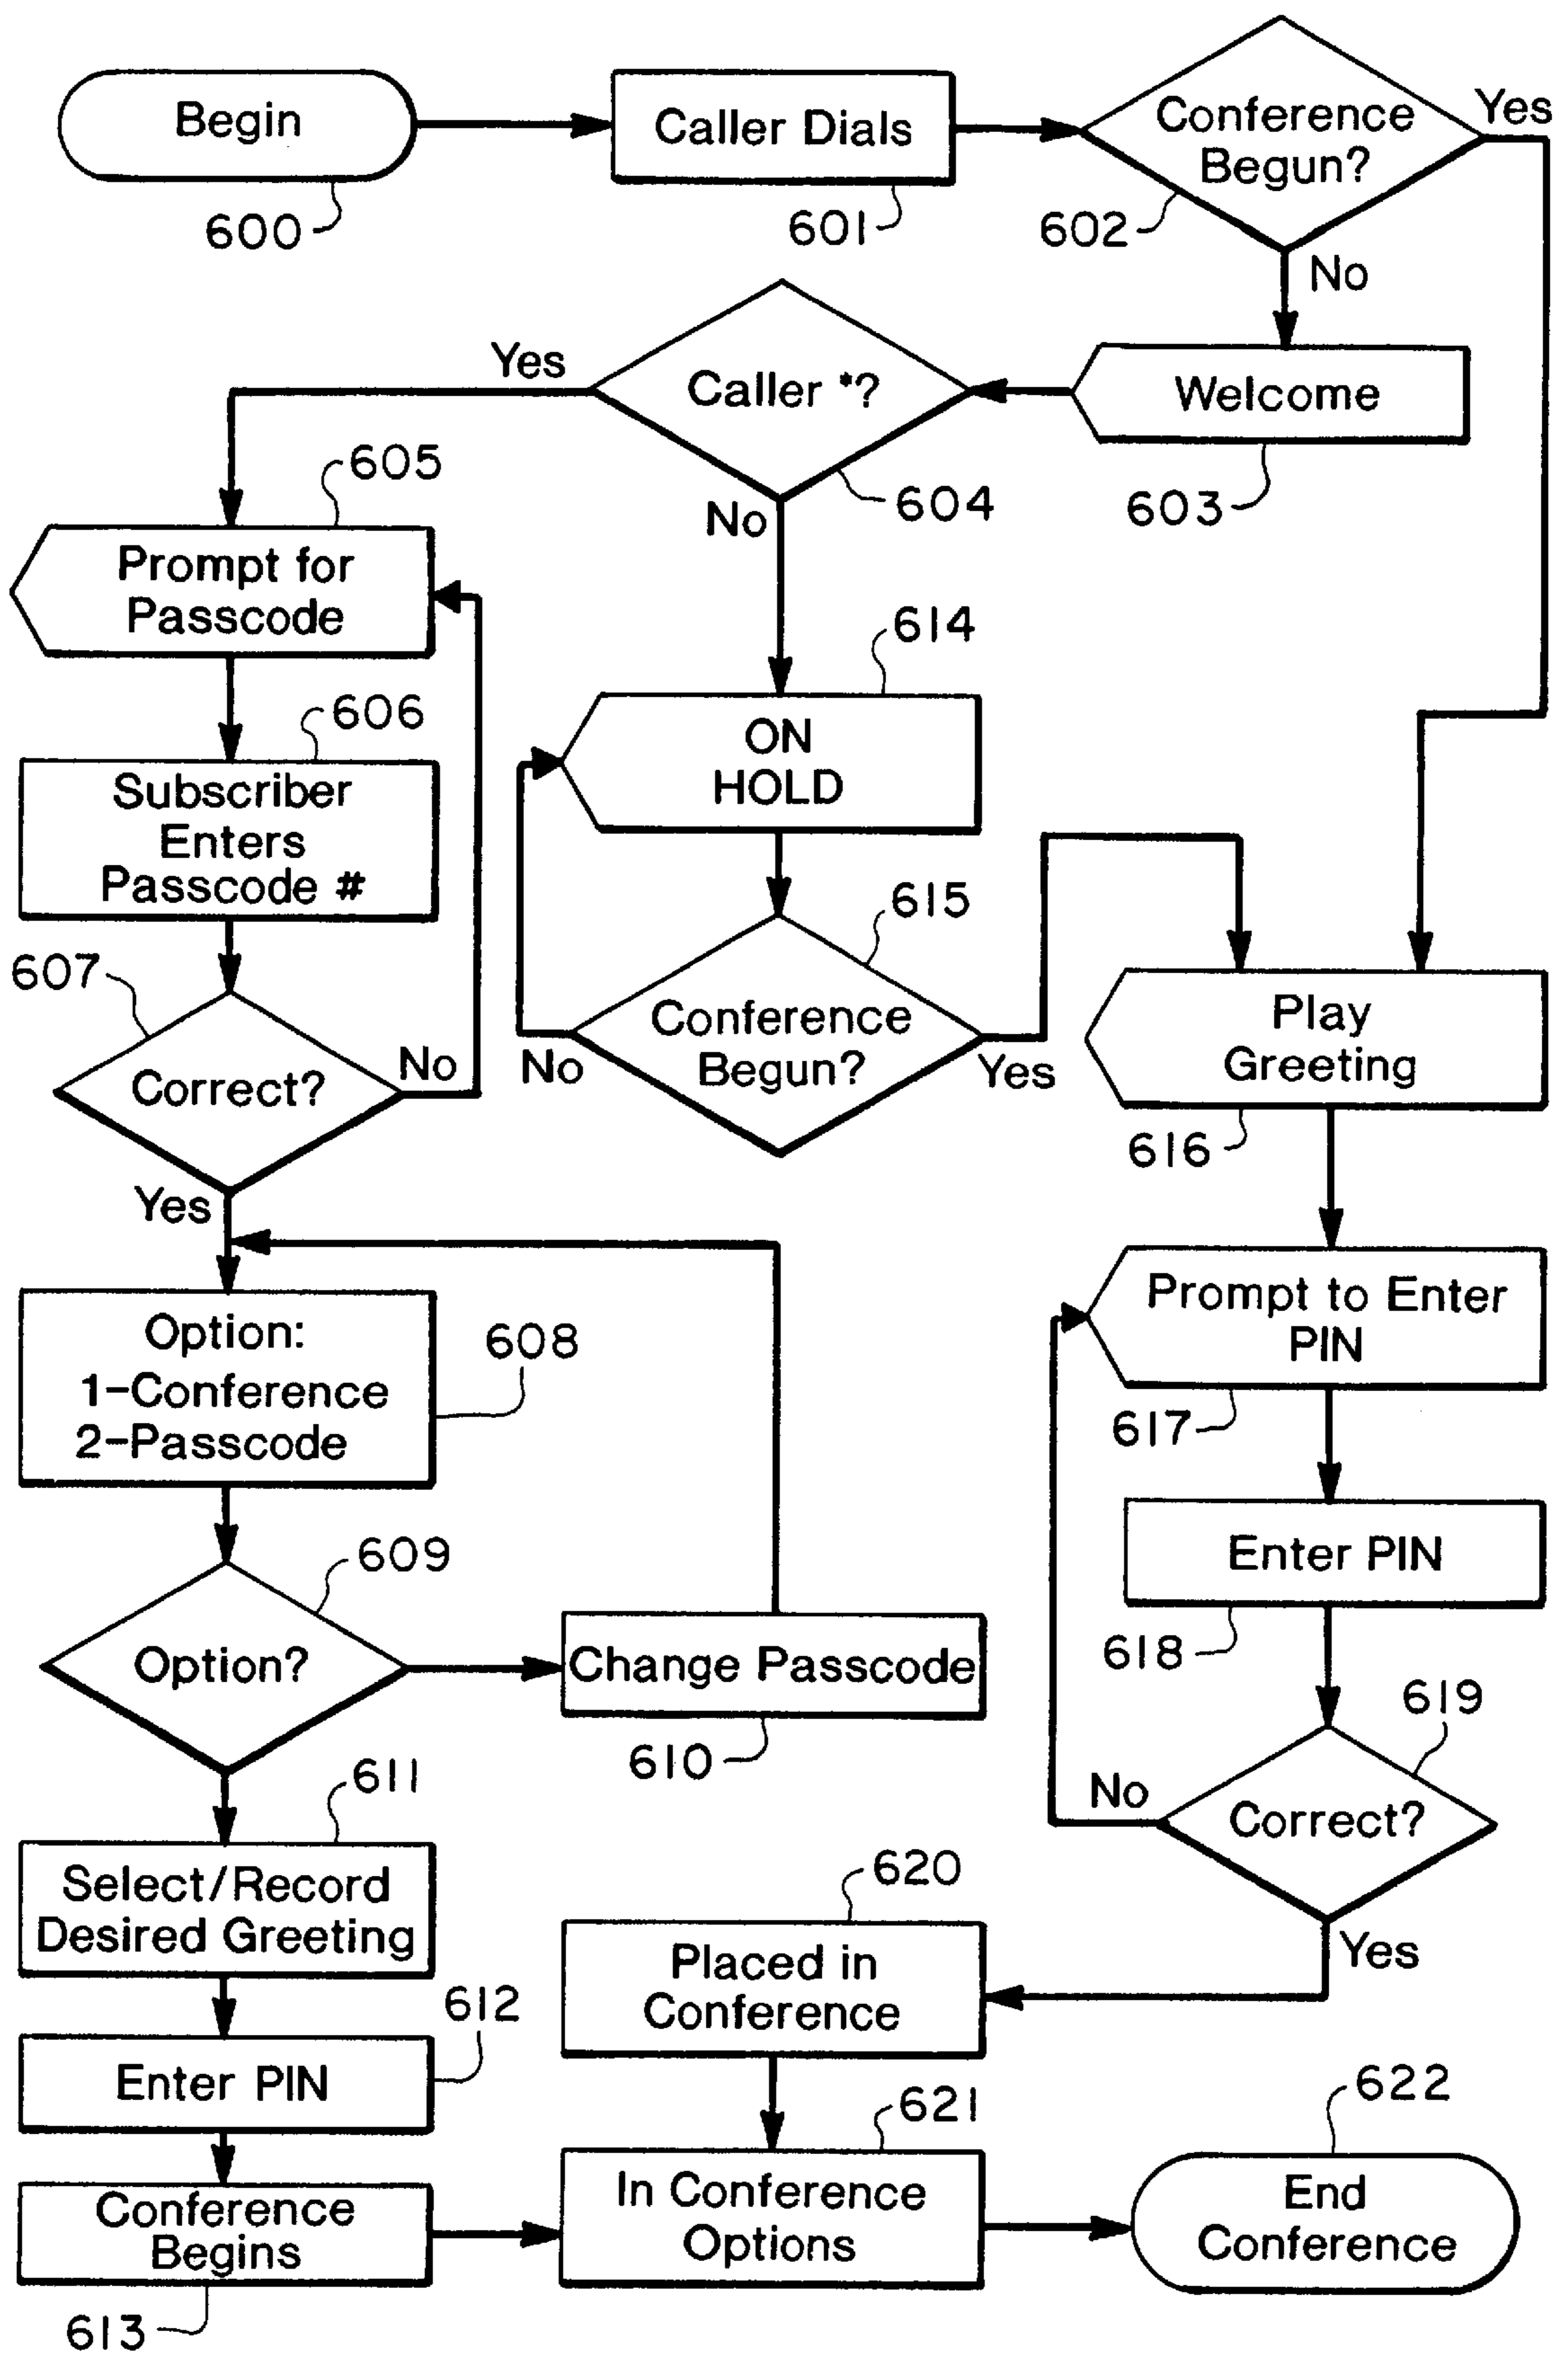 Begin
600
Caller Dials
601
Conference
Begun?
602
Yes
No
Welcome
603
Caller *?
604
Yes
No
605
Prompt for
Passcode
606
Subscriber
Enters
Passcode #
607
Correct?
No
Yes
614
ON
HOLD
615
Conference
Begun?
No
Yes
Play
Greeting
616
Prompt to Enter
PIN
617
Enter PIN
618
619
Correct?
No
Yes
Option:
1-Conference
2-Passcode
608
609
Option?
Change Passcode
610
611
Select/Record
Desired Greeting
612
Enter PIN
Conference
Begins
613
620
Placed in
Conference
621
In Conference
Options
622
End
Conference